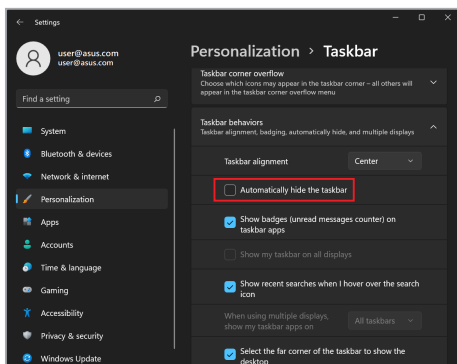 Settings
user@asus.com
user@asus.com
Find a setting
System
Bluetooth & devices
Network & internet
Personalization
Apps
Accounts
Time & language
Gaming
Accessibility
Privacy & security
Windows Update
Personalization > Taskbar
Taskbar corner overflow
Choose which icons may appear in the taskbar corner – all others will
appear in the taskbar corner overflow menu
Taskbar behaviors
Taskbar alignment, badging, automatically hide, and multiple displays
Taskbar alignment
Center
Automatically hide the taskbar
Show badges (unread messages counter) on
taskbar apps
Show my taskbar on all displays
Show recent searches when I hover over the search
icon
When using multiple displays,
show my taskbar apps on
All taskbars
Select the far corner of the taskbar to show the
desktop